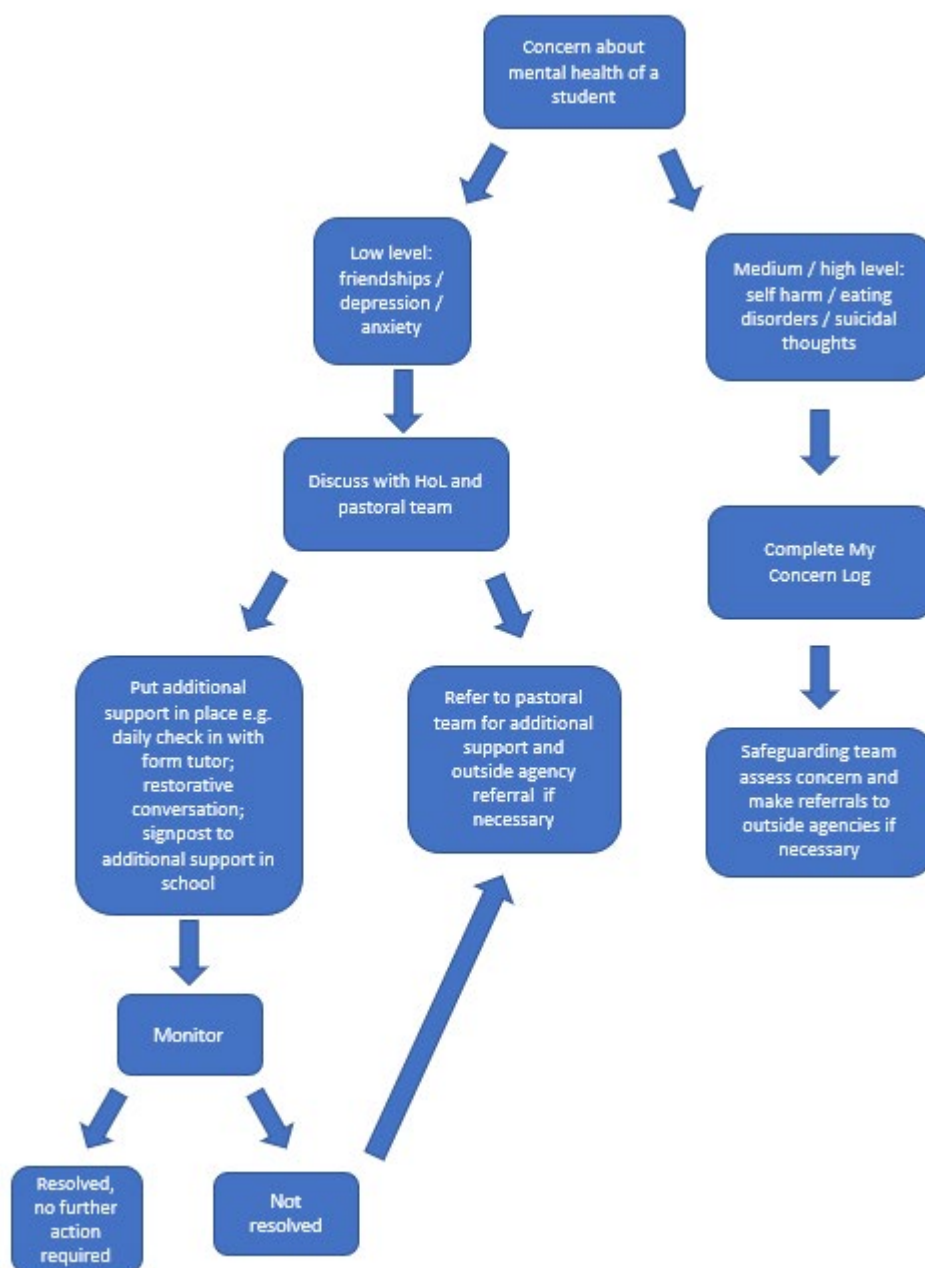 Concern about
mental health of a
student
Low level:
friendships /
depression /
anxiety
Medium / high level:
self harm / eating
disorders / suicidal
thoughts
Discuss with HoL and
pastoral team
Complete My
Concern Log
Put additional
support in place e.g.
daily check in with
form tutor;
restorative
conversation;
signpost to
additional support in
school
Refer to pastoral
team for additional
support and
outside agency
referral if
necessary
Safeguarding team
assess concern and
make referrals to
outside agencies if
necessary
Monitor
Resolved,
no further
action
required
Not
resolved